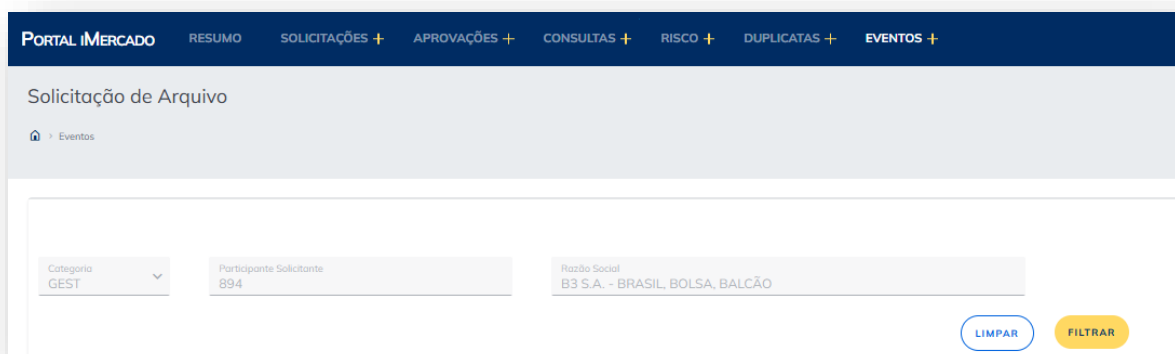 PORTAL iMERCADO RESUMO SOLICITAÇÕES + APROVAÇÕES + CONSULTAS + RISCO + DUPLICATAS + EVENTOS +
Solicitação de Arquivo
> Eventos
Categoria Participante Solicitante Razão Social
GEST 894 B3 S.A. - BRASIL, BOLSA, BALCÃO
LIMPAR FILTRAR